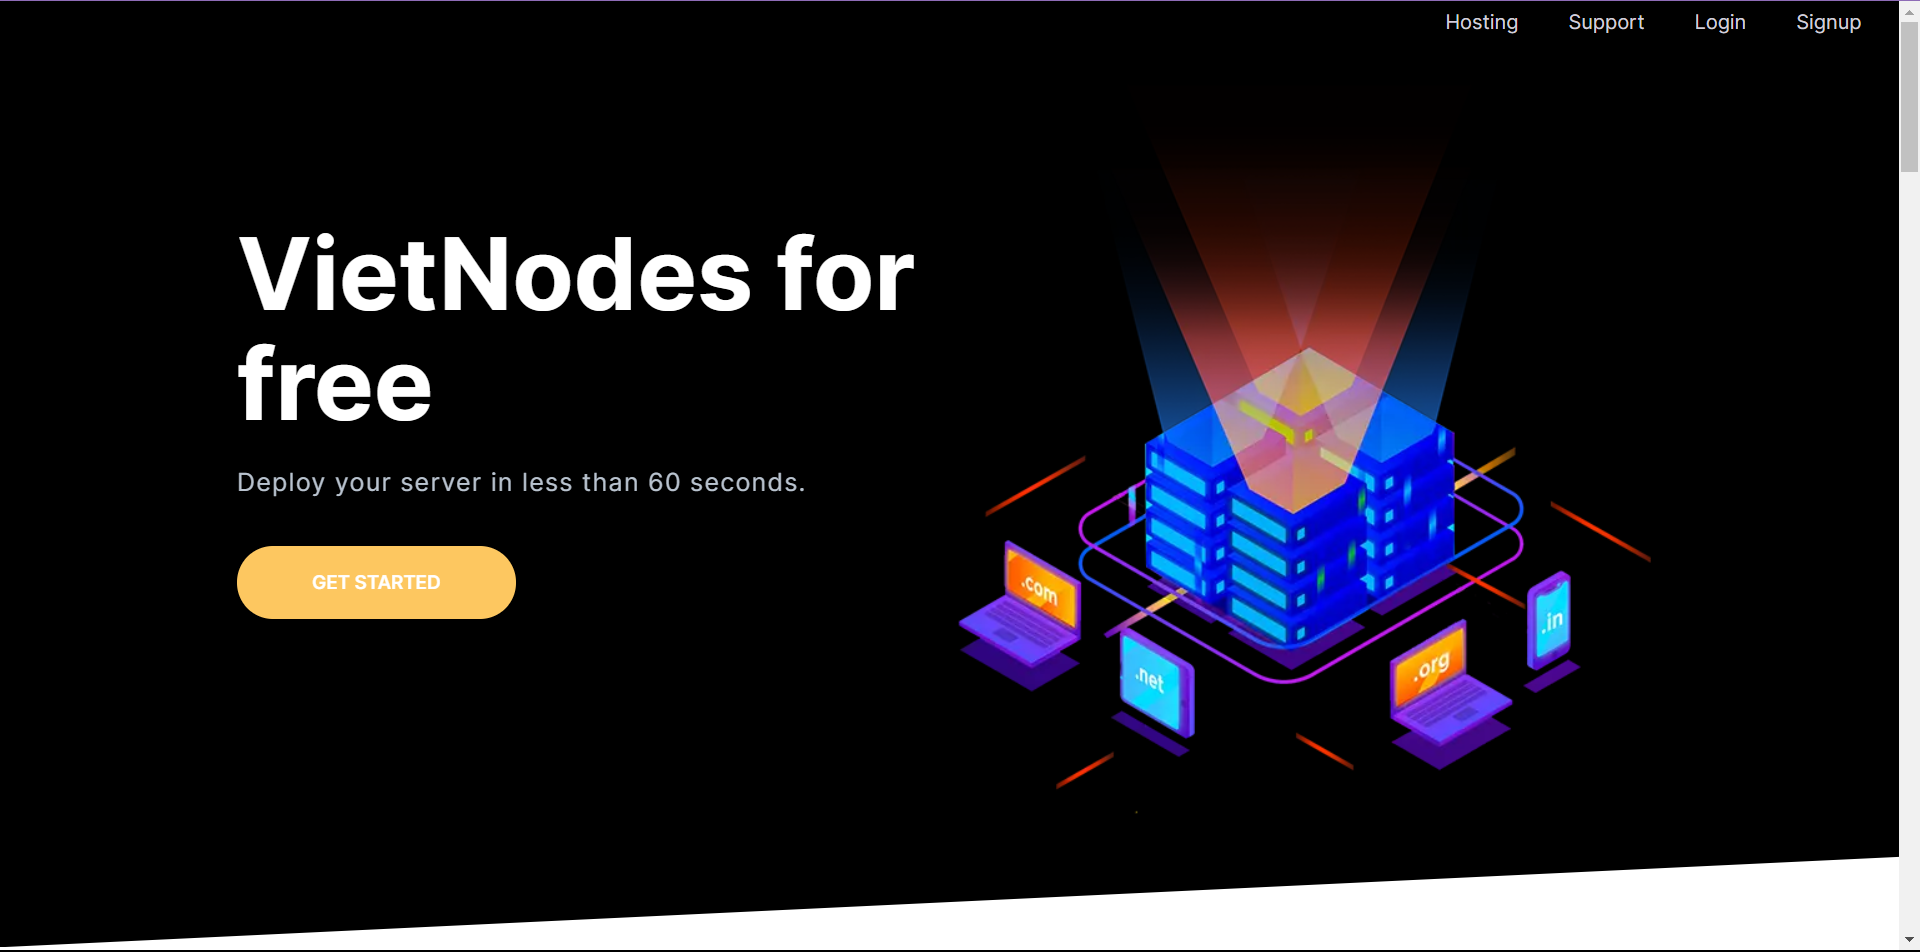 Hosting Support Login Signup
VietNodes for
free
Deploy your server in less than 60 seconds.
GET STARTED
.com
.net
.org
.in